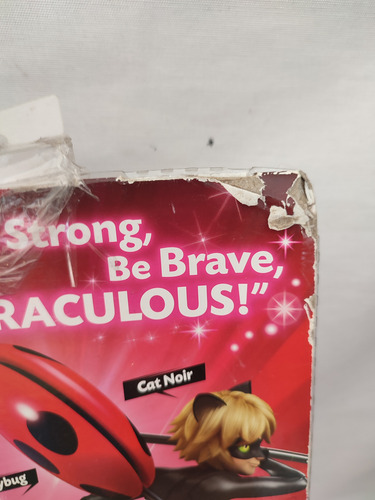 Strong,
Be Brave,
RACULOUS!”
Cat Noir
ybug